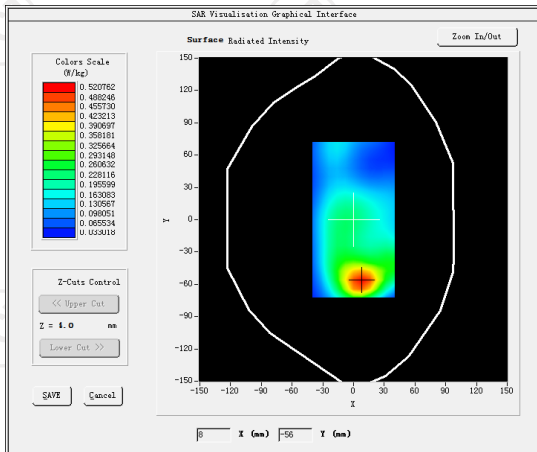 SAR Visualisation Graphical Interface
Surface Radiated Intensity
Zoom In/Out
Colors Scale
(W/kg)
0.520762
0.488246
0.455730
0.423213
0.390697
0.358181
0.325664
0.293148
0.260632
0.228116
0.195599
0.163083
0.130567
0.098051
0.065534
0.033018
Z-Cuts Control
<< Upper Cut
Z = 4.0 mm
Lower Cut >>
SAVE Cancel
150
120
90
60
30
0
-30
-60
-90
-120
-150
Y
-150 -120 -90 -60 -30 0 30 60 90 120 150
X
8 X (mm) -56 Y (mm)